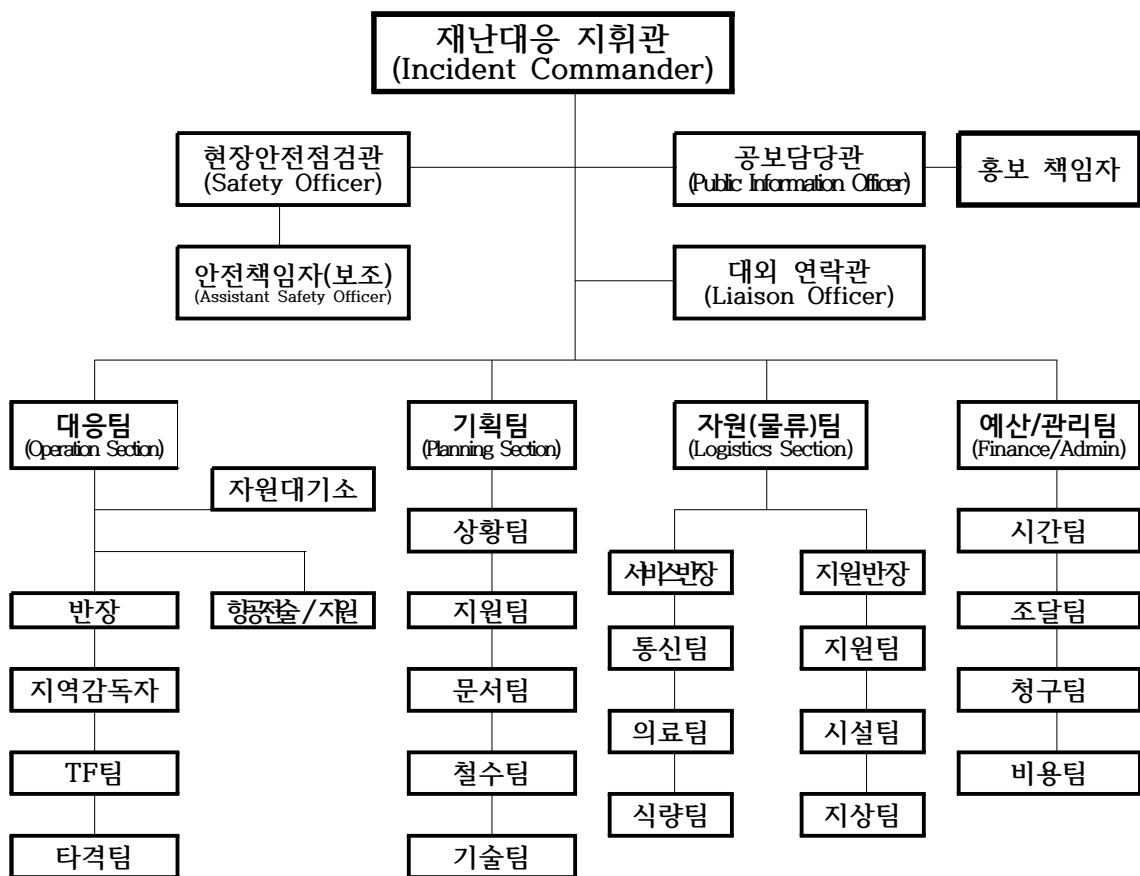 재난대응 지휘관
(Incident Commander)
현장안전점검관
(Safety Officer)
공보담당관
(Public Information Officer)
홍보 책임자
안전책임자(보조)
(Assistant Safety Officer)
대외 연락관
(Liaison Officer)
대응팀
(Operation Section)
기획팀
(Planning Section)
자원(물류)팀
(Logistics Section)
예산/관리팀
(Finance/Admin)
자원대기소
상황팀
시간팀
서비스반장
지원반장
반장
항공전술/지원
지원팀
조달팀
통신팀
지원팀
지역감독자
문서팀
청구팀
의료팀
시설팀
TF팀
철수팀
비용팀
식량팀
지상팀
타격팀
기술팀